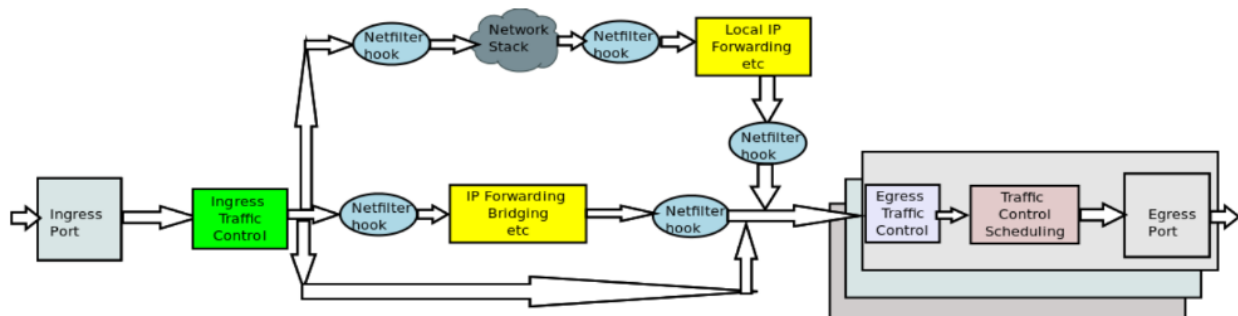 Netfilter
hook
Network
Stack
Netfilter
hook
Local IP
Forwarding
etc
Netfilter
hook
Ingress
Port
Ingress
Traffic
Control
Netfilter
hook
IP Forwarding
Bridging
etc
Netfilter
hook
Egress
Traffic
Control
Traffic
Control
Scheduling
Egress
Port